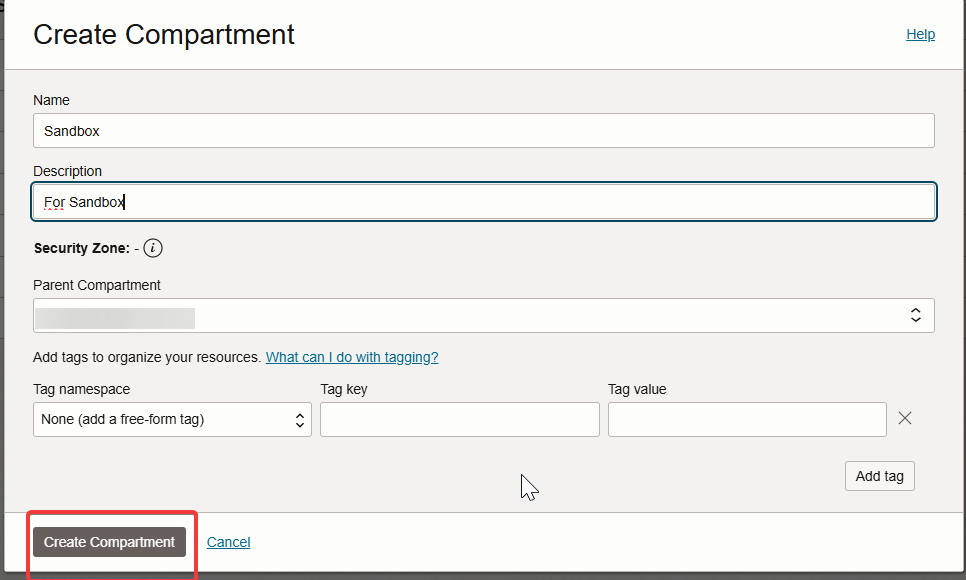 Create Compartment
Help
Name
Sandbox
Description
For Sandbox
Security Zone: - i
Parent Compartment
Add tags to organize your resources. What can I do with tagging?
Tag namespace Tag key Tag value
None (add a free-form tag)
Add tag
Create Compartment Cancel